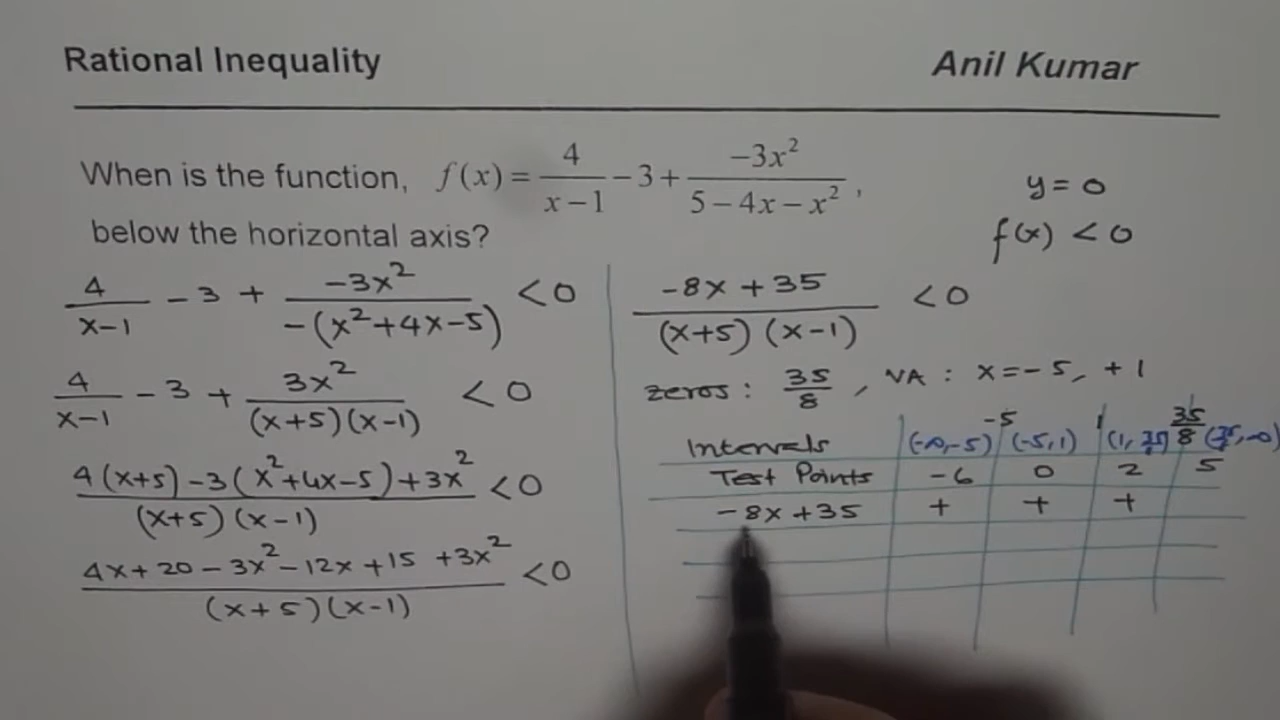 Rational Inequality
Anil Kumar
When is the function, f(x) = 4/(x−1) − 3 + −3x²/(5−4x−x²),
below the horizontal axis?
y = 0
f(x) < 0
4/(x−1) − 3 + −3x²/−(x²+4x−5) < 0
4/(x−1) − 3 + 3x²/((x+5)(x−1)) < 0
(4(x+5) − 3(x²+4x−5) + 3x²)/((x+5)(x−1)) < 0
(4x + 20 − 3x² − 12x + 15 + 3x²)/((x+5)(x−1)) < 0
(−8x + 35)/((x+5)(x−1)) < 0
zeros: 35/8, VA: x = −5, +1
−5 1 35/8
Intervals (−∞,−5) (−5,1) (1,
Test Points −6 0 2 5
−8x + 35 + + +